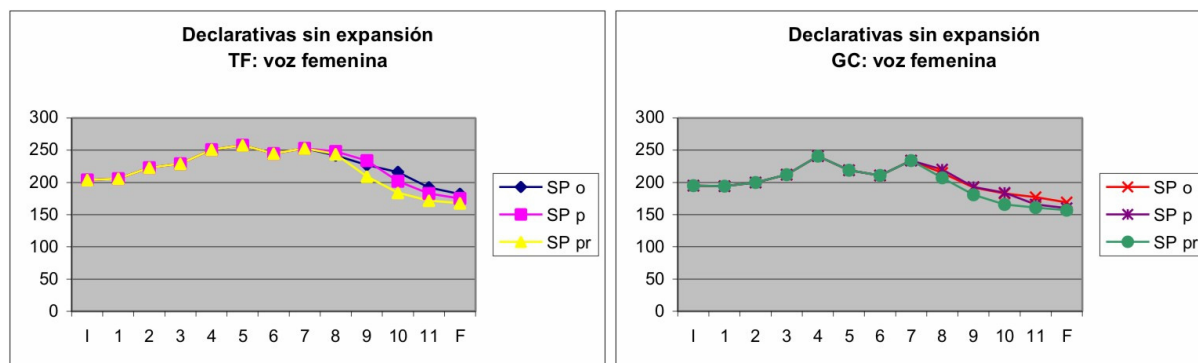 Declarativas sin expansión
TF: voz femenina
300
250
200
150
100
50
0
I 1 2 3 4 5 6 7 8 9 10 11 F
SP o
SP p
SP pr
Declarativas sin expansión
GC: voz femenina
300
250
200
150
100
50
0
I 1 2 3 4 5 6 7 8 9 10 11 F
SP o
SP p
SP pr